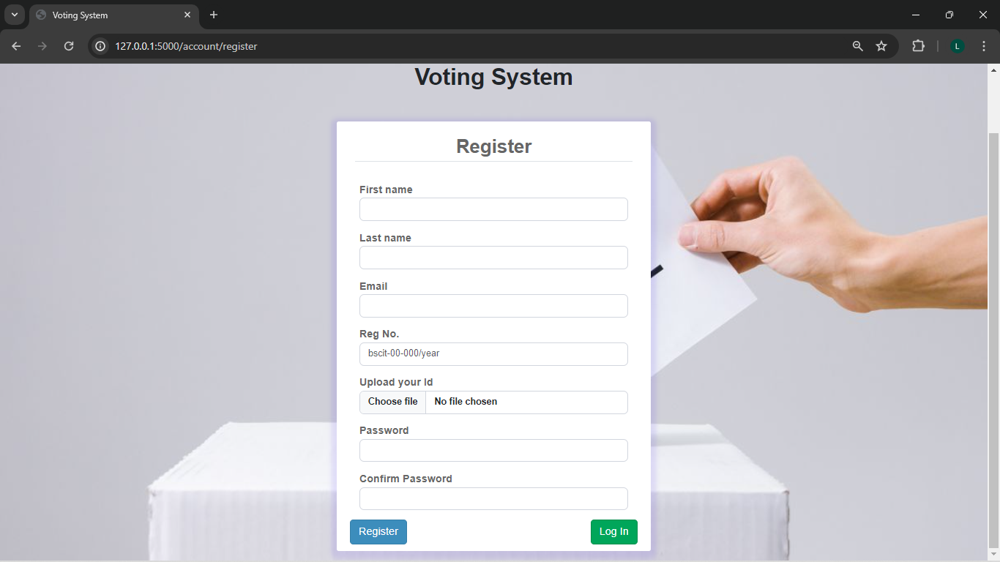 Voting System
127.0.0.1:5000/account/register
L
Voting System
Register
First name
Last name
Email
Reg No.
bscit-00-000/year
Upload your Id
Choose file No file chosen
Password
Confirm Password
Register Log In